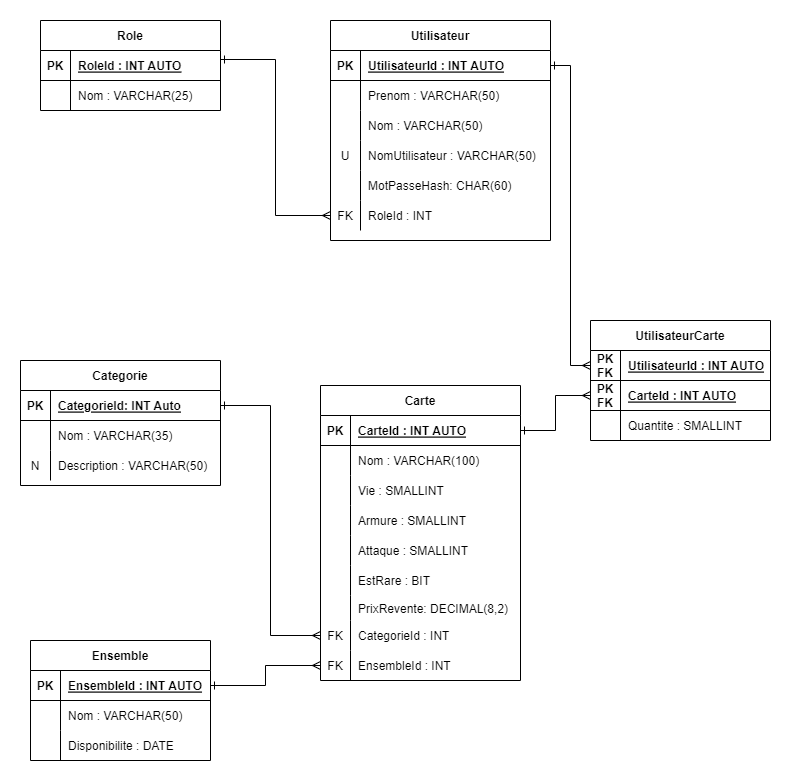 Role
PK RoleId : INT AUTO
Nom : VARCHAR(25)
Utilisateur
PK UtilisateurId : INT AUTO
Prenom : VARCHAR(50)
Nom : VARCHAR(50)
U NomUtilisateur : VARCHAR(50)
MotPasseHash: CHAR(60)
FK RoleId : INT
UtilisateurCarte
PK
FK UtilisateurId : INT AUTO
PK
FK CarteId : INT AUTO
Quantite : SMALLINT
Categorie
PK CategorieId: INT Auto
Nom : VARCHAR(35)
N Description : VARCHAR(50)
Carte
PK CarteId : INT AUTO
Nom : VARCHAR(100)
Vie : SMALLINT
Armure : SMALLINT
Attaque : SMALLINT
EstRare : BIT
PrixRevente: DECIMAL(8,2)
FK CategorieId : INT
FK EnsembleId : INT
Ensemble
PK EnsembleId : INT AUTO
Nom : VARCHAR(50)
Disponibilite : DATE